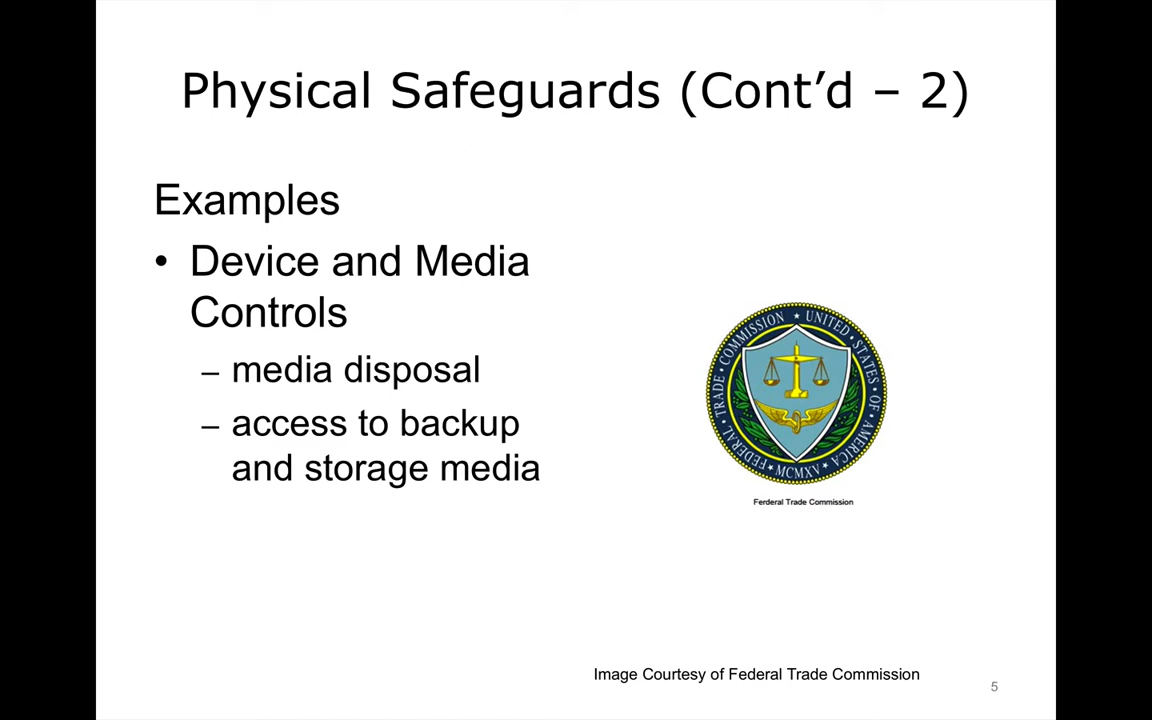 Physical Safeguards (Cont’d – 2)
Examples
• Device and Media
Controls
– media disposal
– access to backup
and storage media
FEDERAL TRADE COMMISSION ★ UNITED STATES OF AMERICA
★ MCMXV ★
Ferderal Trade Commission
Image Courtesy of Federal Trade Commission
5